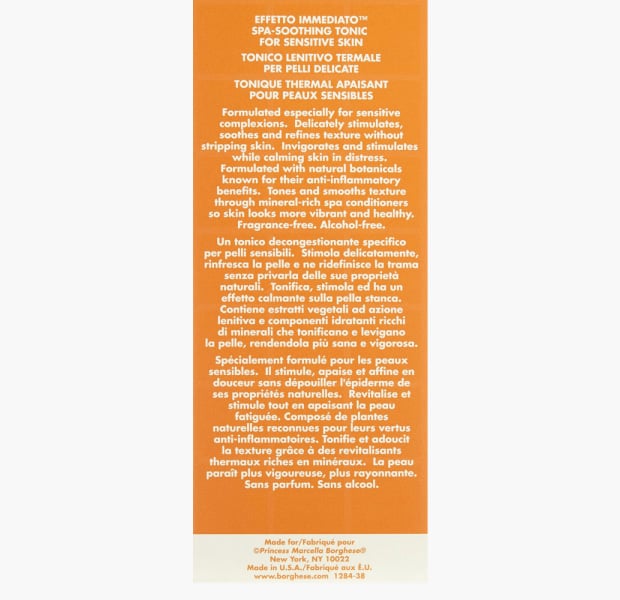 EFFETTO IMMEDIATO™
SPA-SOOTHING TONIC
FOR SENSITIVE SKIN
TONICO LENITIVO TERMALE
PER PELLI DELICATE
TONIQUE THERMAL APAISANT
POUR PEAUX SENSIBLES
Formulated especially for sensitive
complexions. Delicately stimulates,
soothes and refines texture without
stripping skin. Invigorates and stimulates
while calming skin in distress.
Formulated with natural botanicals
known for their anti-inflammatory
benefits. Tones and smooths texture
through mineral-rich spa conditioners
so skin looks more vibrant and healthy.
Fragrance-free. Alcohol-free.
Un tonico decongestionante specifico
per pelli sensibili. Stimola delicatamente,
rinfresca la pelle e ne ridefinisce la trama
senza privarla delle sue proprietà
naturali. Tonifica, stimola ed ha un
effetto calmante sulla pella stanca.
Contiene estratti vegetali ad azione
lenitiva e componenti idratanti ricchi
di minerali che tonificano e levigano
la pelle, rendendola più sana e vigorosa.
Spécialement formulé pour les peaux
sensibles. Il stimule, apaise et affine en
douceur sans dépouiller l'épiderme de
ses propriétés naturelles. Revitalise et
stimule tout en apaisant la peau
fatiguée. Composé de plantes
naturelles reconnues pour leurs vertus
anti-inflammatoires. Tonifie et adoucit
la texture grâce à des revitalisants
thermaux riches en minéraux. La peau
paraît plus vigoureuse, plus rayonnante.
Sans parfum. Sans alcool.
Made for/Fabriqué pour
©Princess Marcella Borghese®
New York, NY 10022
Made in U.S.A./Fabriqué aux É.U.
www.borghese.com 1284-38